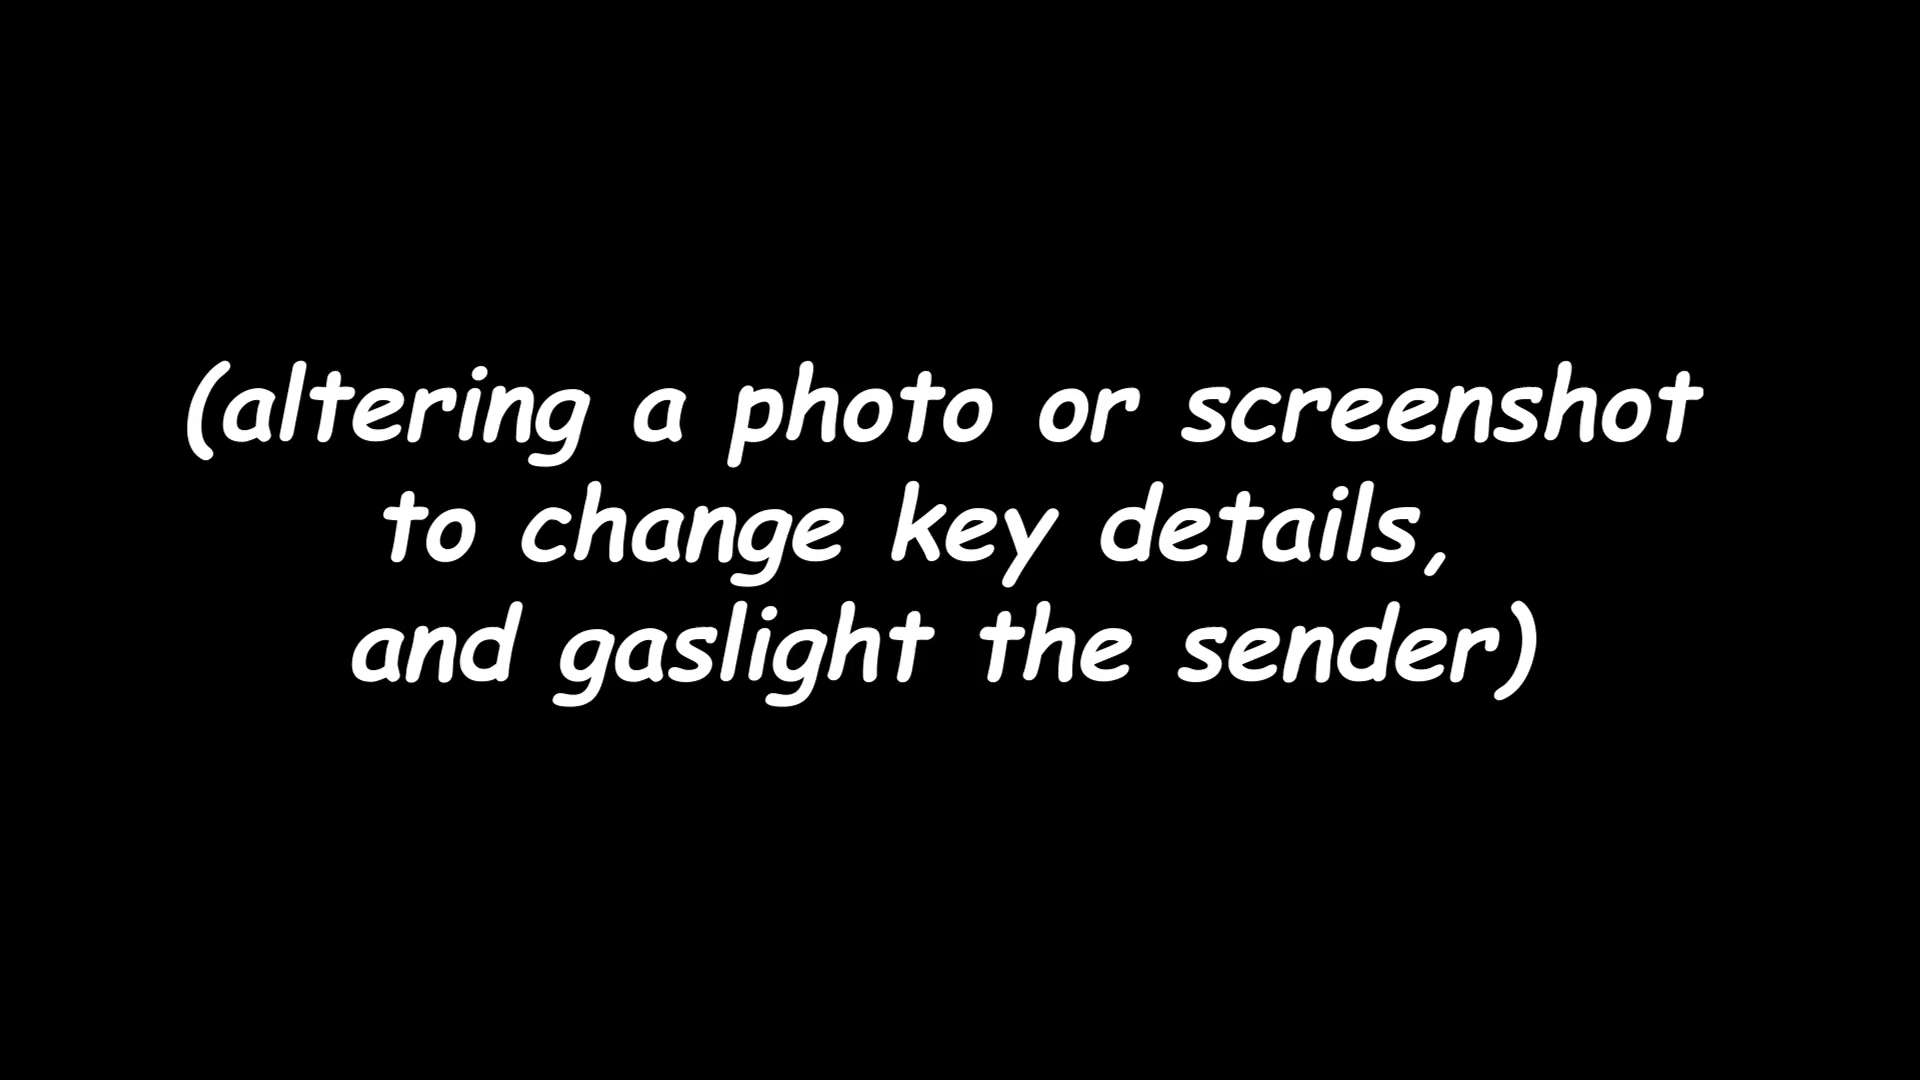 (altering a photo or screenshot
to change key details,
and gaslight the sender)